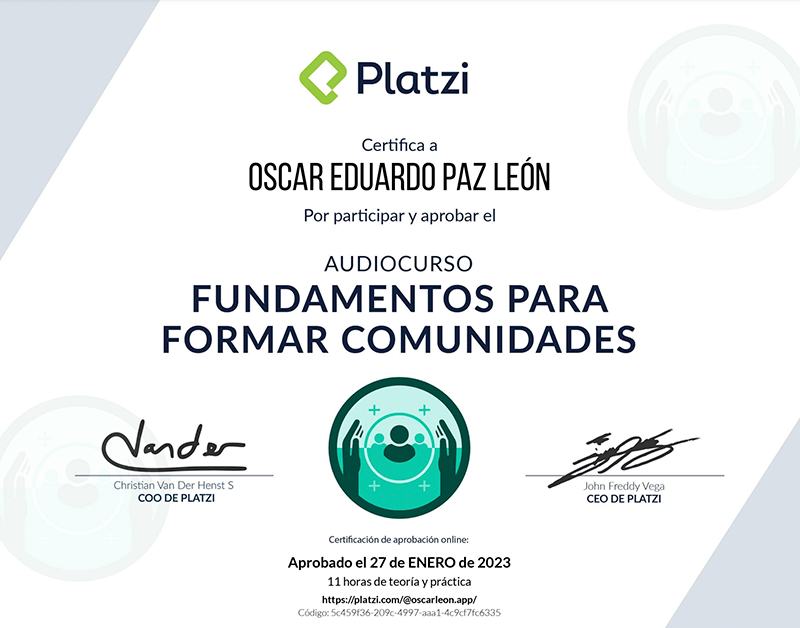 Platzi
Certifica a
OSCAR EDUARDO PAZ LEÓN
Por participar y aprobar el
AUDIOCURSO
FUNDAMENTOS PARA
FORMAR COMUNIDADES
Vander
Christian Van Der Henst S
COO DE PLATZI
John Freddy Vega
CEO DE PLATZI
Certificación de aprobación online:
Aprobado el 27 de ENERO de 2023
11 horas de teoría y práctica
https://platzi.com/@oscarleon.app/
Código: 5c459f36-209c-4997-aaa1-4c9cf7fc6335